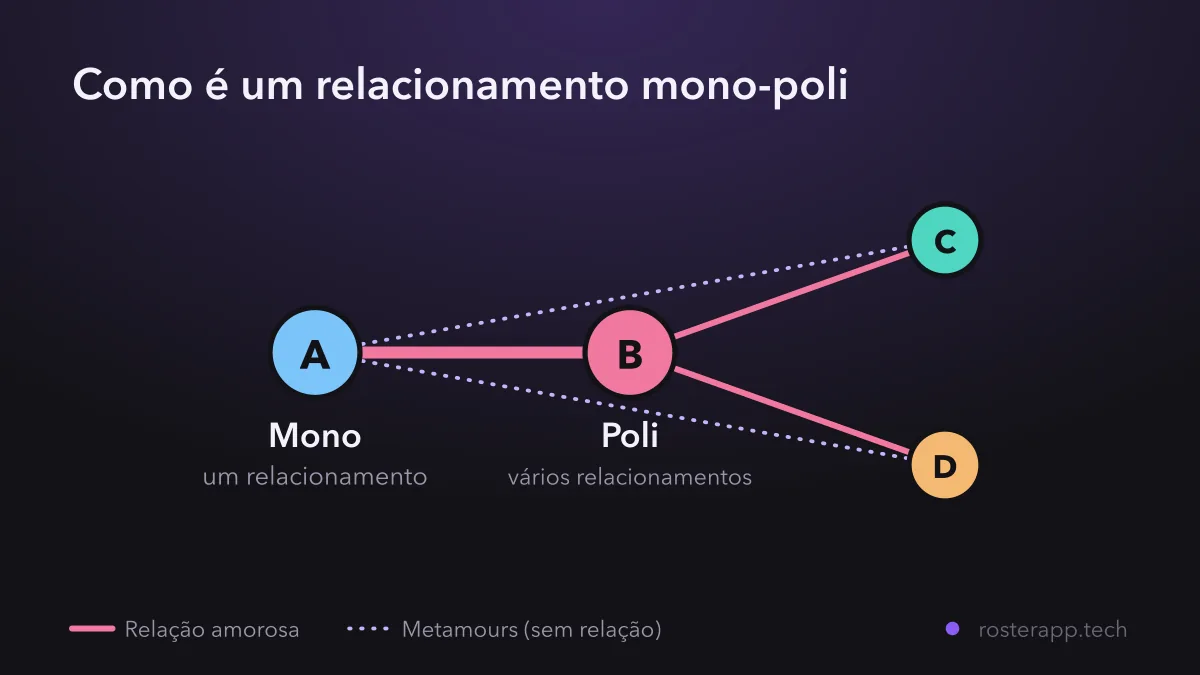 Como é um relacionamento mono-poli
C
A
B
Mono
Poli
um relacionamento
vários relacionamentos
D
Relação amorosa
Metamours (sem relação)
rosterapp.tech